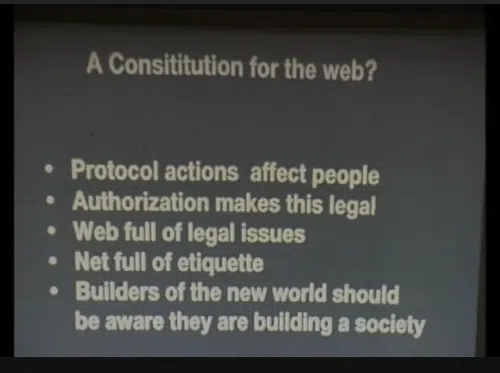 A Consititution for the web?
• Protocol actions affect people
• Authorization makes this legal
• Web full of legal issues
• Net full of etiquette
• Builders of the new world should
be aware they are building a society